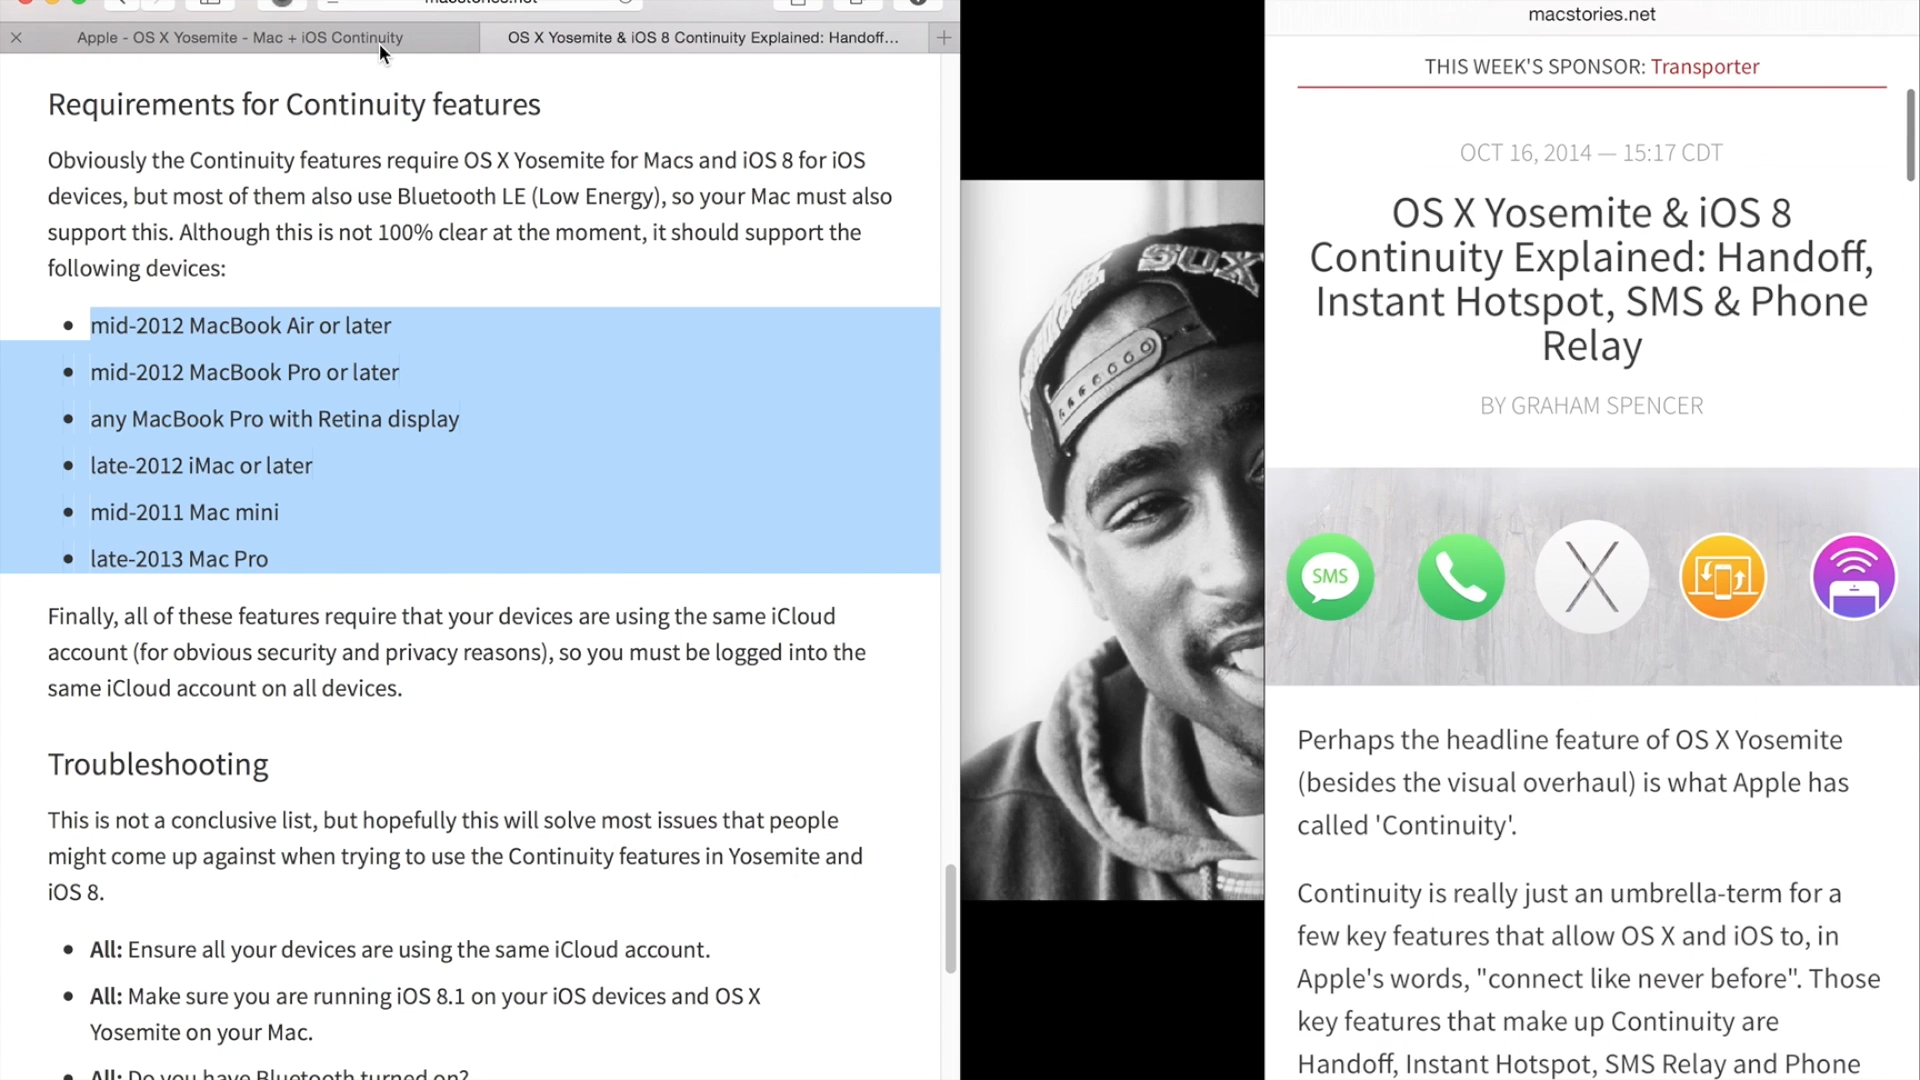 macstories.net
Apple - OS X Yosemite - Mac + iOS Continuity
OS X Yosemite & iOS 8 Continuity Explained: Handoff...
Requirements for Continuity features
Obviously the Continuity features require OS X Yosemite for Macs and iOS 8 for iOS
devices, but most of them also use Bluetooth LE (Low Energy), so your Mac must also
support this. Although this is not 100% clear at the moment, it should support the
following devices:
mid-2012 MacBook Air or later
mid-2012 MacBook Pro or later
any MacBook Pro with Retina display
late-2012 iMac or later
mid-2011 Mac mini
late-2013 Mac Pro
Finally, all of these features require that your devices are using the same iCloud
account (for obvious security and privacy reasons), so you must be logged into the
same iCloud account on all devices.
Troubleshooting
This is not a conclusive list, but hopefully this will solve most issues that people
might come up against when trying to use the Continuity features in Yosemite and
iOS 8.
All: Ensure all your devices are using the same iCloud account.
All: Make sure you are running iOS 8.1 on your iOS devices and OS X
Yosemite on your Mac.
All: Do you have Bluetooth turned on?
SOX
macstories.net
THIS WEEK'S SPONSOR: Transporter
OCT 16, 2014 — 15:17 CDT
OS X Yosemite & iOS 8
Continuity Explained: Handoff,
Instant Hotspot, SMS & Phone
Relay
BY GRAHAM SPENCER
SMS
X
Perhaps the headline feature of OS X Yosemite
(besides the visual overhaul) is what Apple has
called 'Continuity'.
Continuity is really just an umbrella-term for a
few key features that allow OS X and iOS to, in
Apple's words, "connect like never before". Those
key features that make up Continuity are
Handoff, Instant Hotspot, SMS Relay and Phone